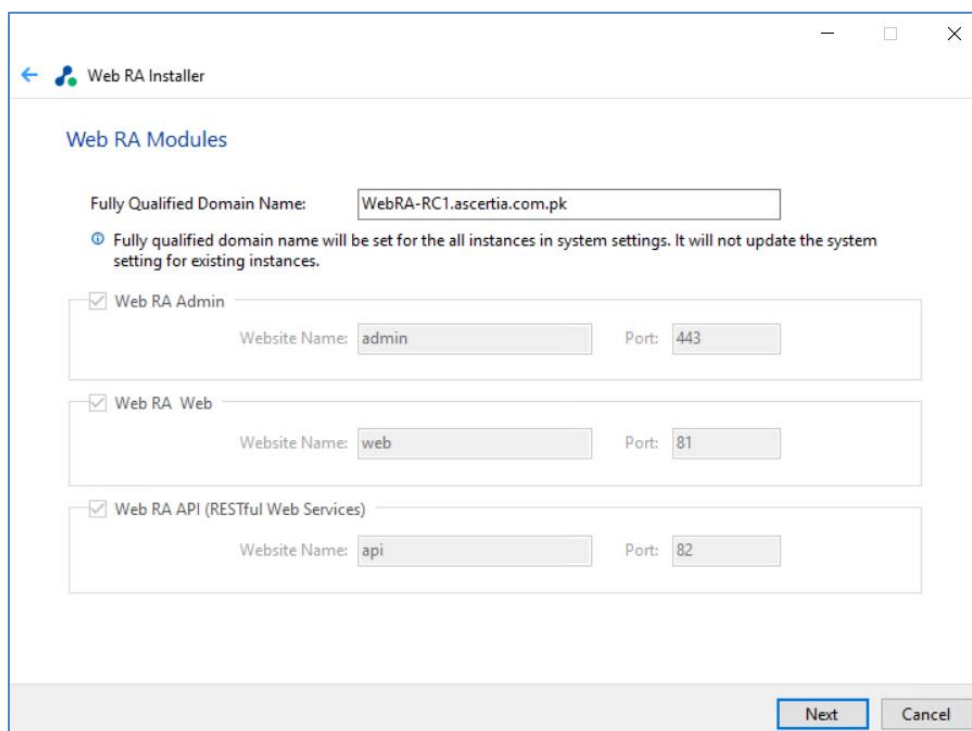 Web RA Installer
Web RA Modules
Fully Qualified Domain Name: WebRA-RC1.ascertia.com.pk
Fully qualified domain name will be set for the all instances in system settings. It will not update the system
setting for existing instances.
Web RA Admin
Website Name: admin Port: 443
Web RA Web
Website Name: web Port: 81
Web RA API (RESTful Web Services)
Website Name: api Port: 82
Next Cancel